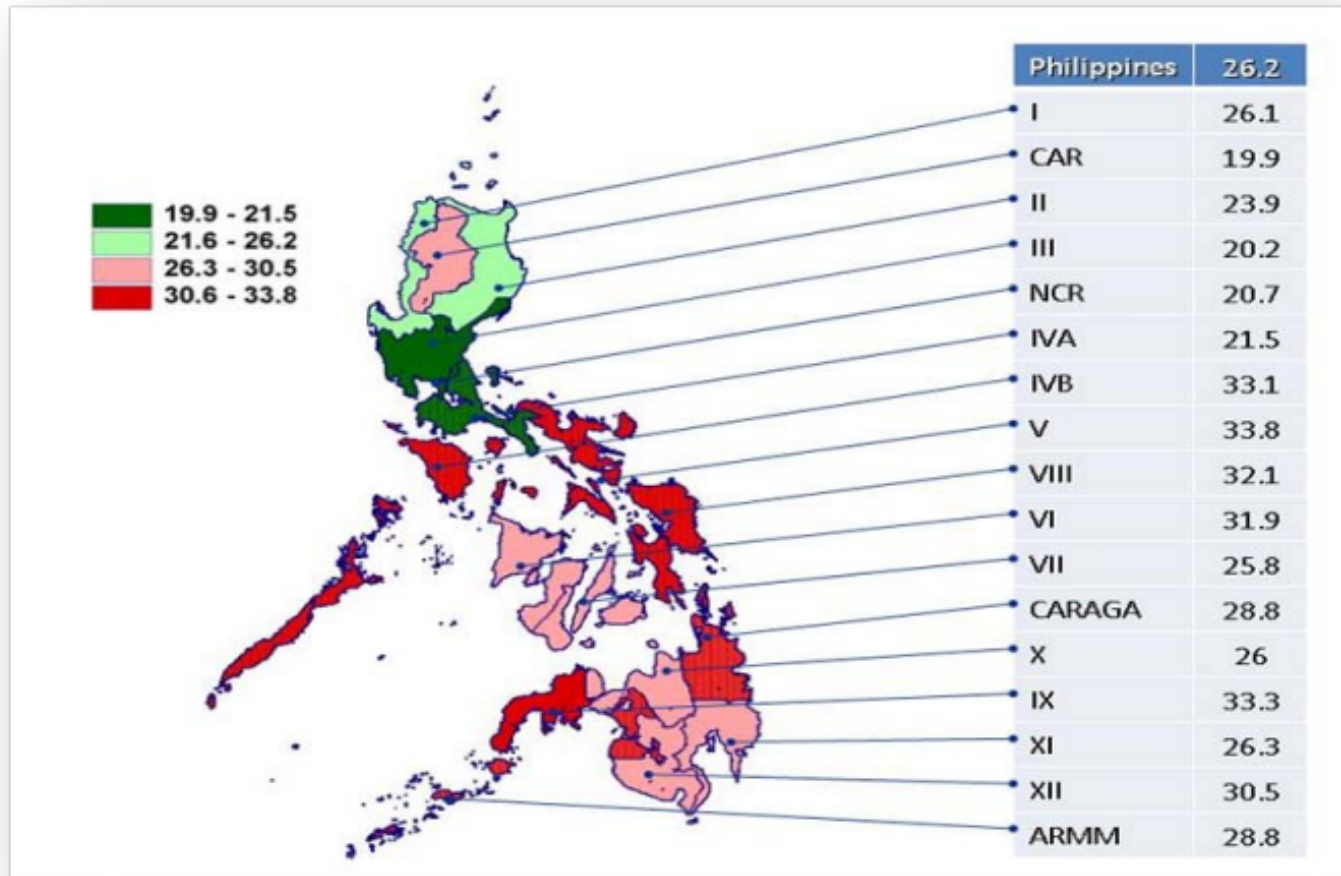 Philippines 26.2
I 26.1
CAR 19.9
II 23.9
III 20.2
NCR 20.7
IVA 21.5
IVB 33.1
V 33.8
VIII 32.1
VI 31.9
VII 25.8
CARAGA 28.8
X 26
IX 33.3
XI 26.3
XII 30.5
ARMM 28.8
19.9 - 21.5
21.6 - 26.2
26.3 - 30.5
30.6 - 33.8